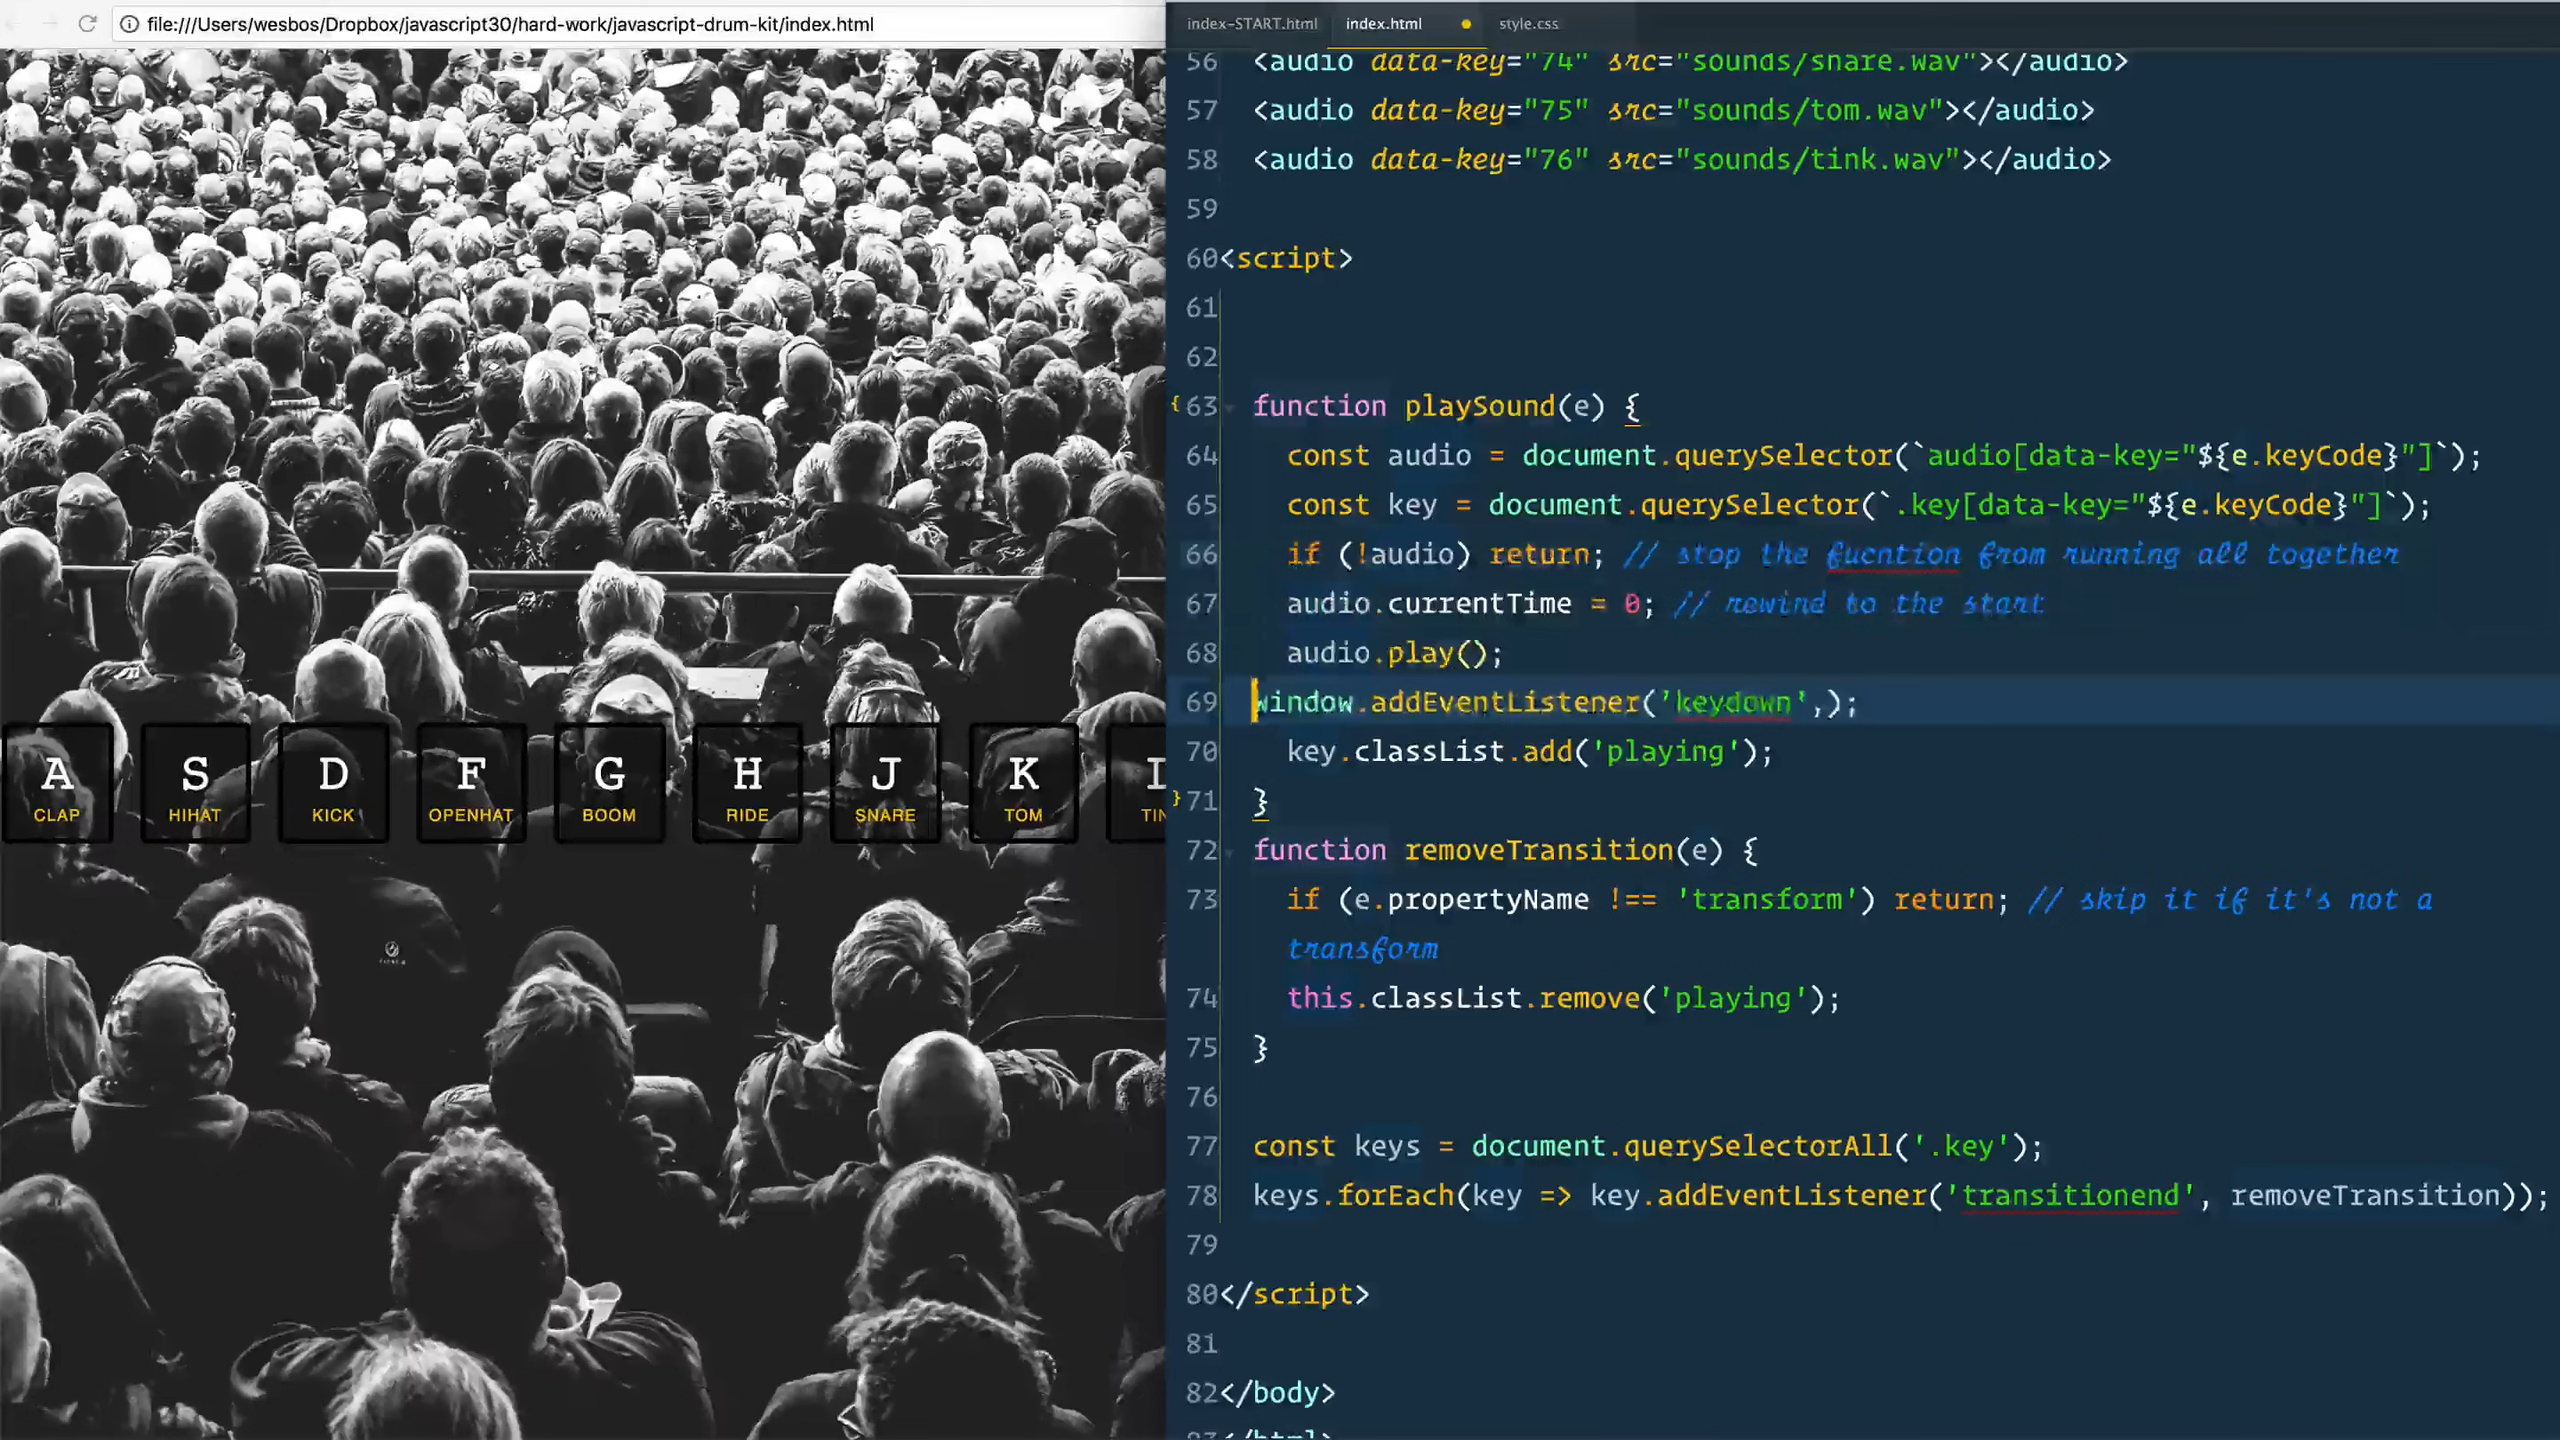 file:///Users/wesbos/Dropbox/javascript30/hard-work/javascript-drum-kit/index.html
A
CLAP
S
HIHAT
D
KICK
F
OPENHAT
G
BOOM
H
RIDE
J
SNARE
K
TOM
index-START.html index.html style.css
56 <audio data-key="74" src="sounds/snare.wav"></audio>
57 <audio data-key="75" src="sounds/tom.wav"></audio>
58 <audio data-key="76" src="sounds/tink.wav"></audio>
59
60 <script>
61
62
63 function playSound(e) {
64 const audio = document.querySelector(`audio[data-key="${e.keyCode}"]`);
65 const key = document.querySelector(`.key[data-key="${e.keyCode}"]`);
66 if (!audio) return; // stop the fucntion from running all together
67 audio.currentTime = 0; // rewind to the start
68 audio.play();
69 window.addEventListener('keydown',);
70 key.classList.add('playing');
71 }
72 function removeTransition(e) {
73 if (e.propertyName !== 'transform') return; // skip it if it's not a
transform
74 this.classList.remove('playing');
75 }
76
77 const keys = document.querySelectorAll('.key');
78 keys.forEach(key => key.addEventListener('transitionend', removeTransition));
79
80 </script>
81
82 </body>